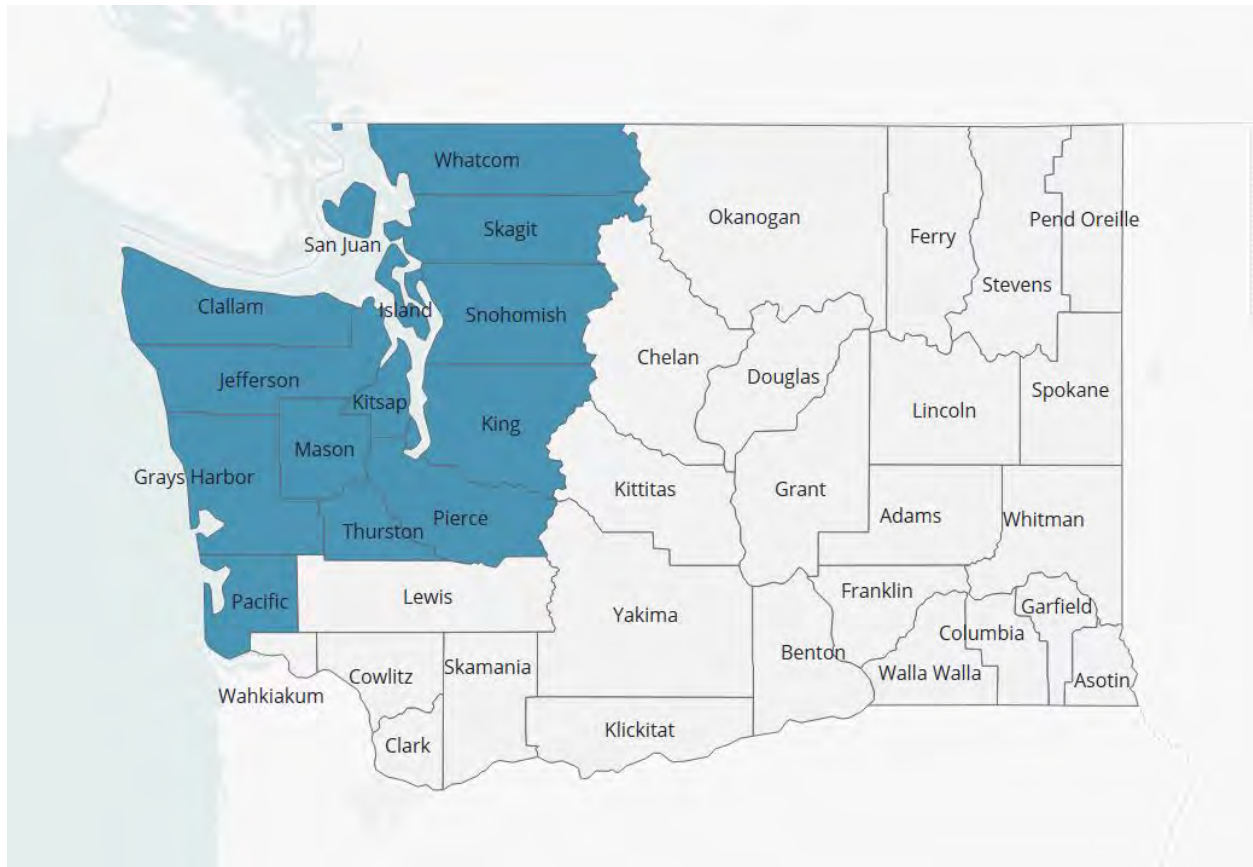 Whatcom
Okanogan
Pend Oreille
Skagit
Ferry
San Juan
Stevens
Clallam
Island
Snohomish
Chelan
Douglas
Jefferson
Spokane
Kitsap
Lincoln
King
Mason
Grays Harbor
Kittitas
Grant
Adams
Whitman
Pierce
Thurston
Franklin
Lewis
Pacific
Garfield
Yakima
Columbia
Benton
Skamania
Cowlitz
Walla Walla
Asotin
Wahkiakum
Klickitat
Clark